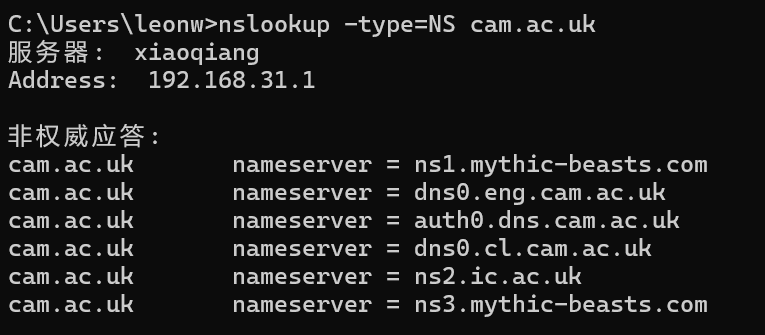 C:\Users\leonw>nslookup -type=NS cam.ac.uk
服务器:  xiaoqiang
Address:  192.168.31.1
非权威应答:
cam.ac.uk       nameserver = ns1.mythic-beasts.com
cam.ac.uk       nameserver = dns0.eng.cam.ac.uk
cam.ac.uk       nameserver = auth0.dns.cam.ac.uk
cam.ac.uk       nameserver = dns0.cl.cam.ac.uk
cam.ac.uk       nameserver = ns2.ic.ac.uk
cam.ac.uk       nameserver = ns3.mythic-beasts.com